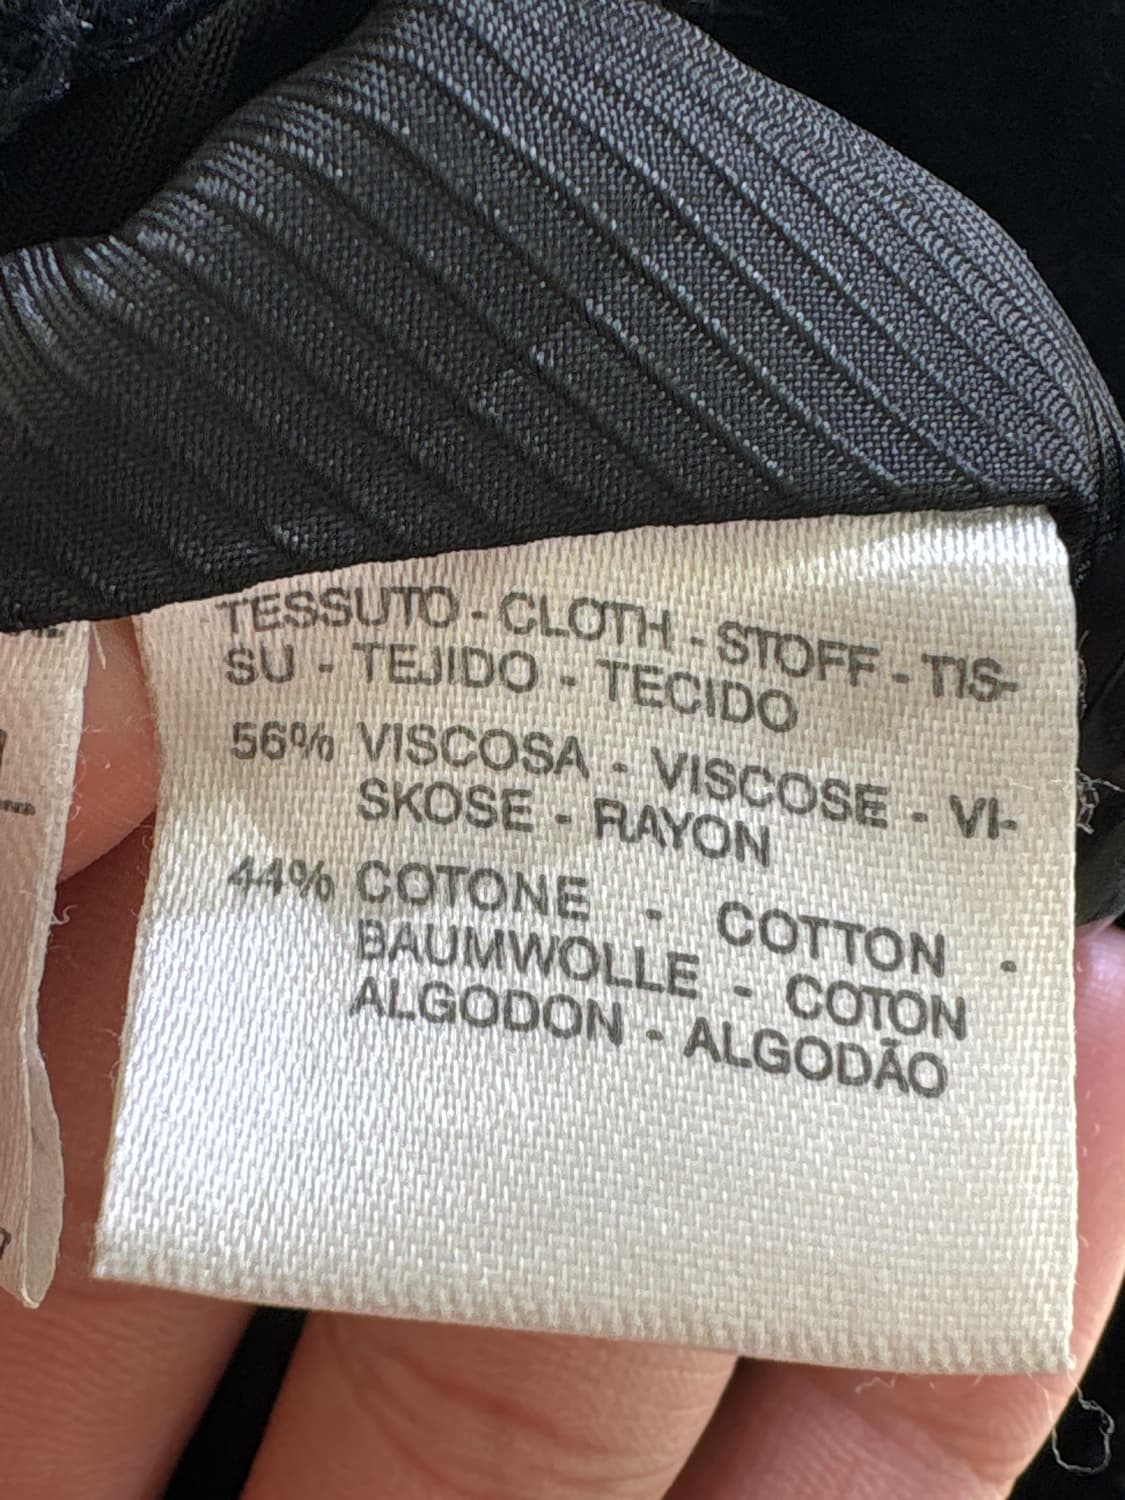 TESSUTO - CLOTH - STOFF - TIS-
SU - TEJIDO - TECIDO
56% VISCOSA - VISCOSE - VI-
SKOSE - RAYON
44% COTONE - COTTON -
BAUMWOLLE - COTON
ALGODON - ALGODÃO